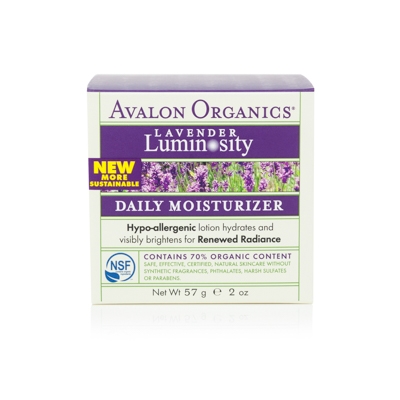 AVALON ORGANICS®
LAVENDER
Luminosity
NEW
MORE
SUSTAINABLE
DAILY MOISTURIZER
Hypo-allergenic lotion hydrates and
visibly brightens for Renewed Radiance
NSF
CONTAINS 70% ORGANIC CONTENT
SAFE, EFFECTIVE, CERTIFIED, NATURAL SKINCARE WITHOUT
SYNTHETIC FRAGRANCES, PHTHALATES, HARSH SULFATES
OR PARABENS.
Net Wt 57 g 2 oz